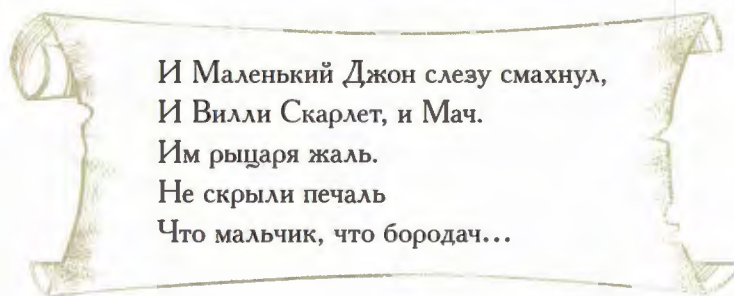 И Маленький Джон слезу смахнул,
И Вилли Скарлет, и Мач.
Им рыцаря жаль.
Не скрыли печаль
Что мальчик, что бородач...